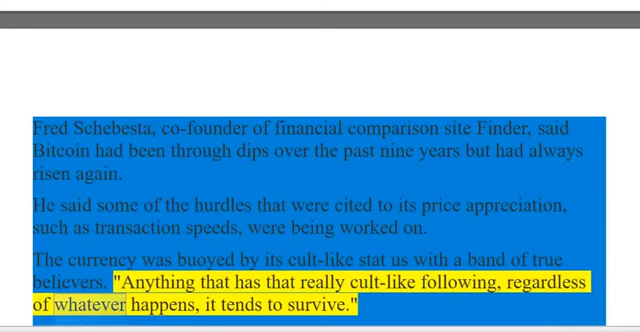 Fred Schebesta, co-founder of financial comparison site Finder, said
Bitcoin had been through dips over the past nine years but had always
risen again.
He said some of the hurdles that were cited to its price appreciation,
such as transaction speeds, were being worked on.
The currency was buoyed by its cult-like stat us with a band of true
believers. "Anything that has that really cult-like following, regardless
of whatever happens, it tends to survive."